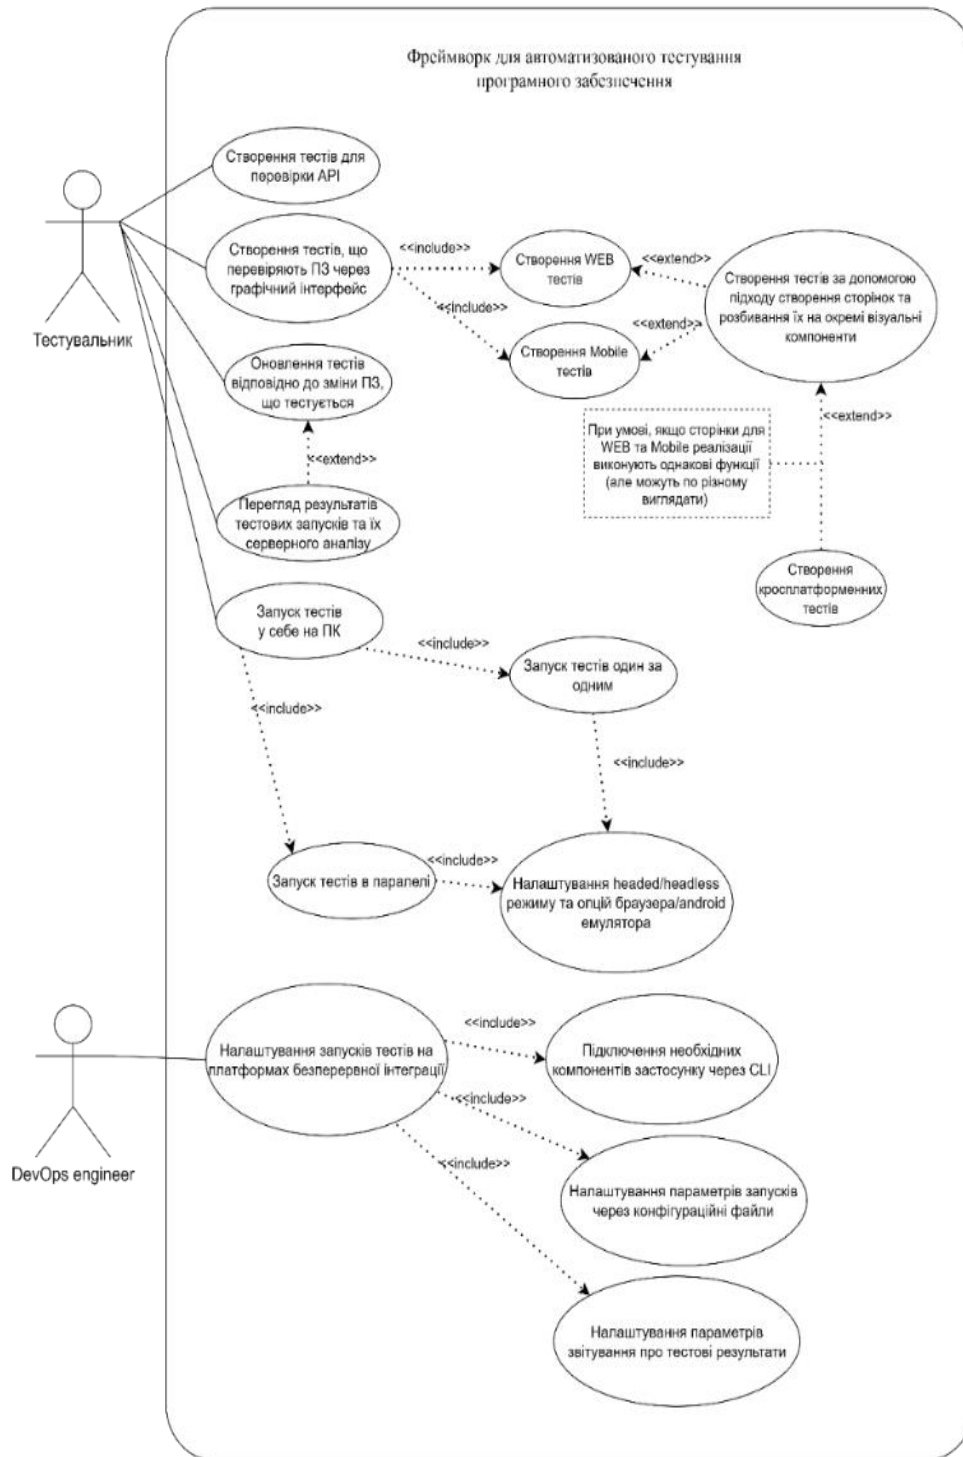 Фреймворк для автоматизованого тестування
програмного забезпечення
Створення тестів для
перевірки API
Тестувальник
Створення тестів, що
перевіряють ПЗ через
графічний інтерфейс
<<include>>
<<include>>
Створення WEB
тестів
Створення Mobile
тестів
<<extend>>
<<extend>>
Створення тестів за допомогою
підходу створення сторінок та
розбивання їх на окремі візуальні
компоненти
Оновлення тестів
відповідно до зміни ПЗ,
що тестується
<<extend>>
<<extend>>
При умові, якщо сторінки для
WEB та Mobile реалізації
виконують однакові функції
(але можуть по різному
виглядати)
Перегляд результатів
тестових запусків та їх
серверного аналізу
Створення
кросплатформенних
тестів
Запуск тестів
у себе на ПК
<<include>>
Запуск тестів один за
одним
<<include>>
<<include>>
Запуск тестів в паралелі
<<include>>
Налаштування headed/headless
режиму та опцій браузера/android
емулятора
DevOps engineer
Налаштування запусків тестів на
платформах безперервної інтеграції
<<include>>
Підключення необхідних
компонентів застосунку через CLI
<<include>>
<<include>>
Налаштування параметрів запусків
через конфігураційні файли
Налаштування параметрів
звітування про тестові результати